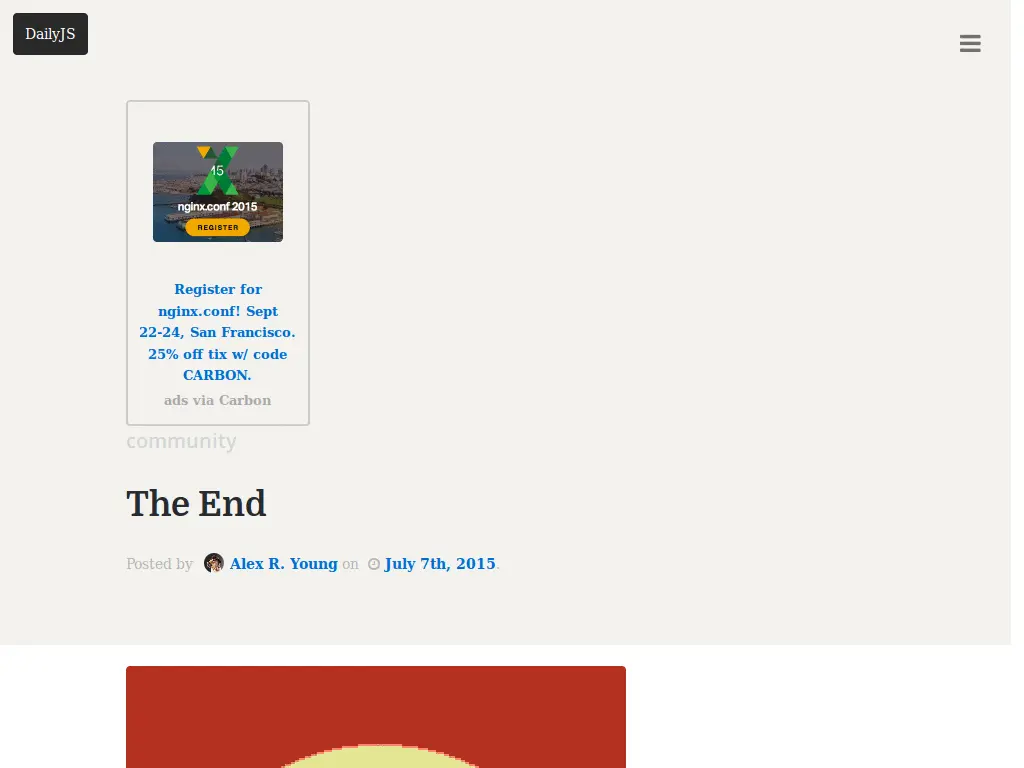 DailyJS
15
nginx.conf 2015
REGISTER
Register for
nginx.conf! Sept
22-24, San Francisco.
25% off tix w/ code
CARBON.
ads via Carbon
community
The End
Posted by Alex R. Young on July 7th, 2015.